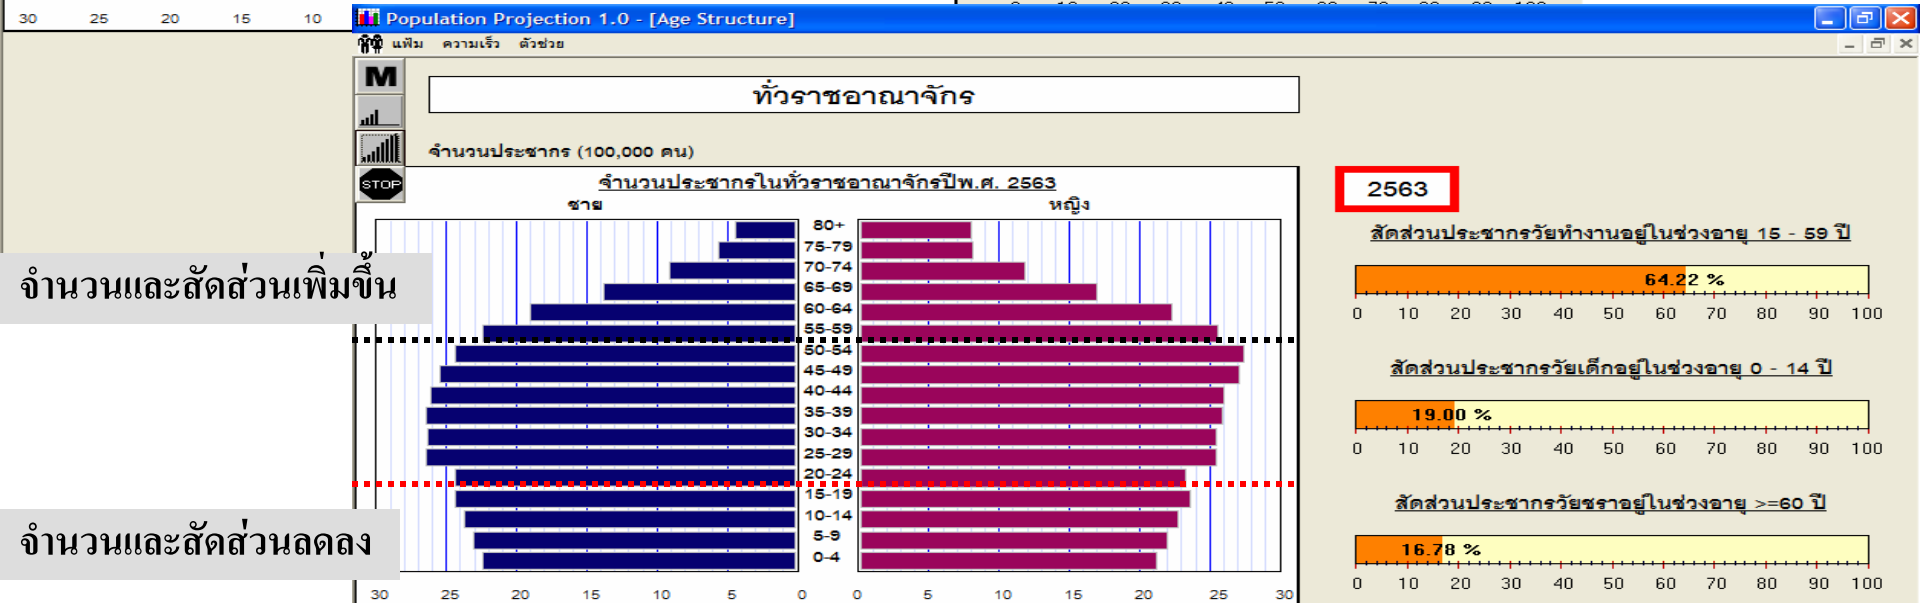 30 25 20 15 10
Population Projection 1.0 - [Age Structure]
แฟ้ม ความเร็ว ตัวช่วย
M
ทั่วราชอาณาจักร
จำนวนประชากร (100,000 คน)
STOP
จำนวนประชากรในทั่วราชอาณาจักรปีพ.ศ. 2563
ชาย หญิง
80+
75-79
70-74
65-69
60-64
55-59
50-54
45-49
40-44
35-39
30-34
25-29
20-24
15-19
10-14
5-9
0-4
30 25 20 15 10 5 0 0 5 10 15 20 25 30
จำนวนและสัดส่วนเพิ่มขึ้น
จำนวนและสัดส่วนลดลง
2563
สัดส่วนประชากรวัยทำงานอยู่ในช่วงอายุ 15 - 59 ปี
64.22 %
0 10 20 30 40 50 60 70 80 90 100
สัดส่วนประชากรวัยเด็กอยู่ในช่วงอายุ 0 - 14 ปี
19.00 %
0 10 20 30 40 50 60 70 80 90 100
สัดส่วนประชากรวัยชราอยู่ในช่วงอายุ >=60 ปี
16.78 %
0 10 20 30 40 50 60 70 80 90 100